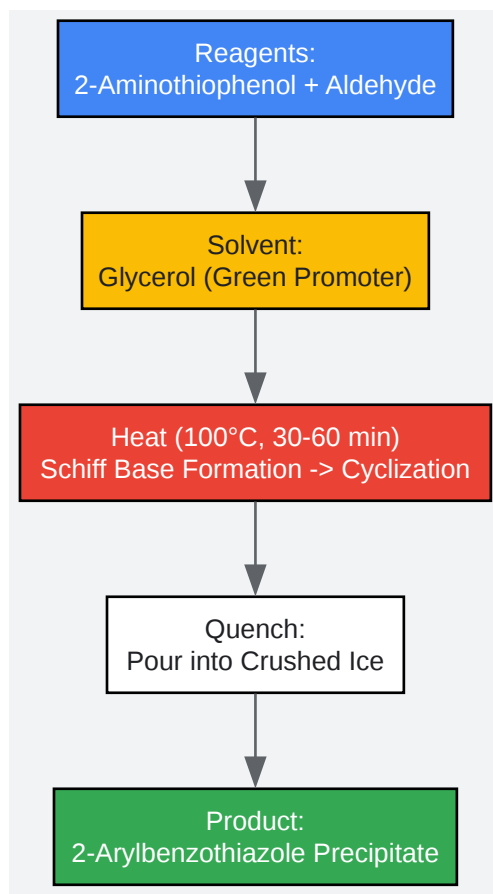 Reagents:
2-Aminothiophenol + Aldehyde
Solvent:
Glycerol (Green Promoter)
Heat (100°C, 30-60 min)
Schiff Base Formation -> Cyclization
Quench:
Pour into Crushed Ice
Product:
2-Arylbenzothiazole Precipitate